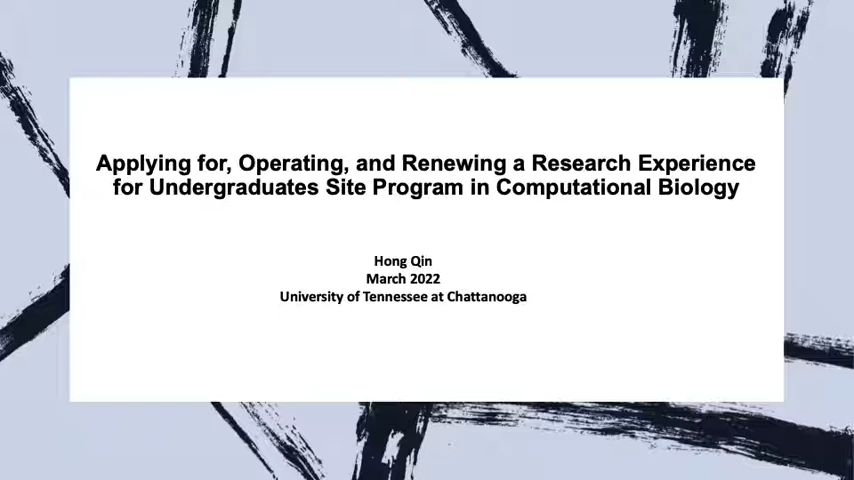 Applying for, Operating, and Renewing a Research Experience
for Undergraduates Site Program in Computational Biology
Hong Qin
March 2022
University of Tennessee at Chattanooga